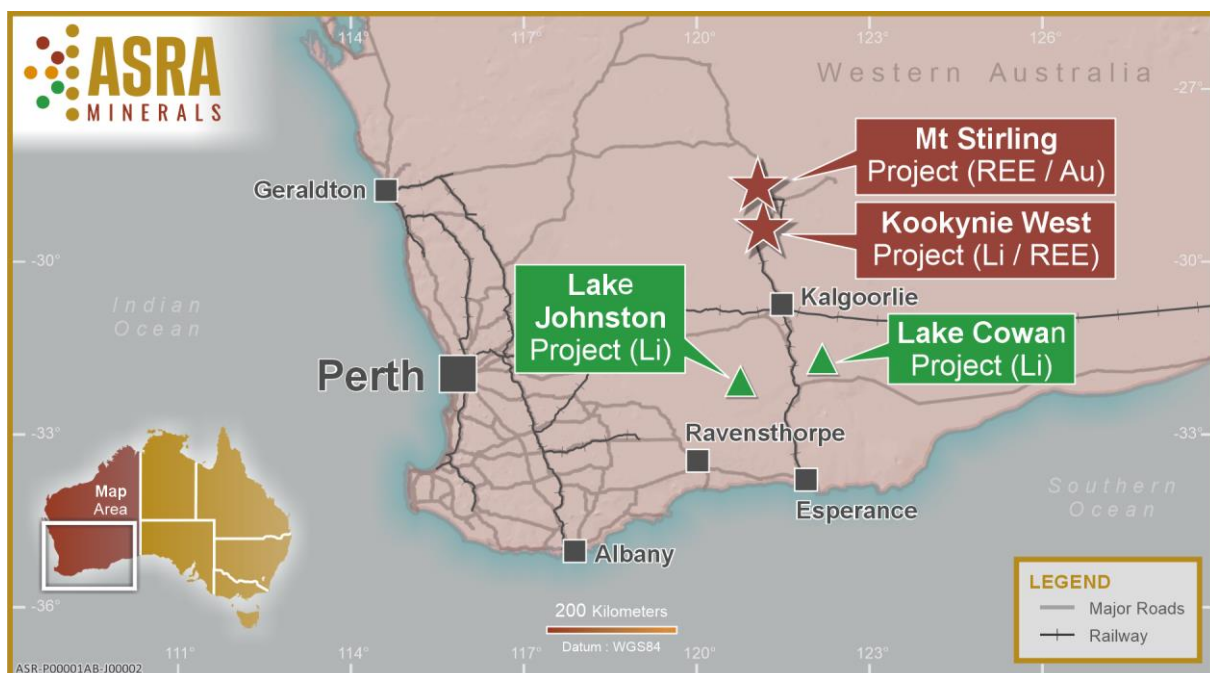 ASRA
MINERALS
114°
117°
120°
123°
126°
Western Australia
-27°
-27°
Mt Stirling
Project (REE / Au)
Geraldton
Kookynie West
Project (Li / REE)
-30°
-30°
Indian
Ocean
Lake
Johnston
Project (Li)
Kalgoorlie
Lake Cowan
Project (Li)
Perth
-33°
-33°
Ravensthorpe
Esperance
Southern
Ocean
Map
Area
Albany
-36°
200 Kilometers
Datum : WGS84
LEGEND
Major Roads
Railway
111°
114°
117°
120°
123°
ASR-P00001AB-J00002